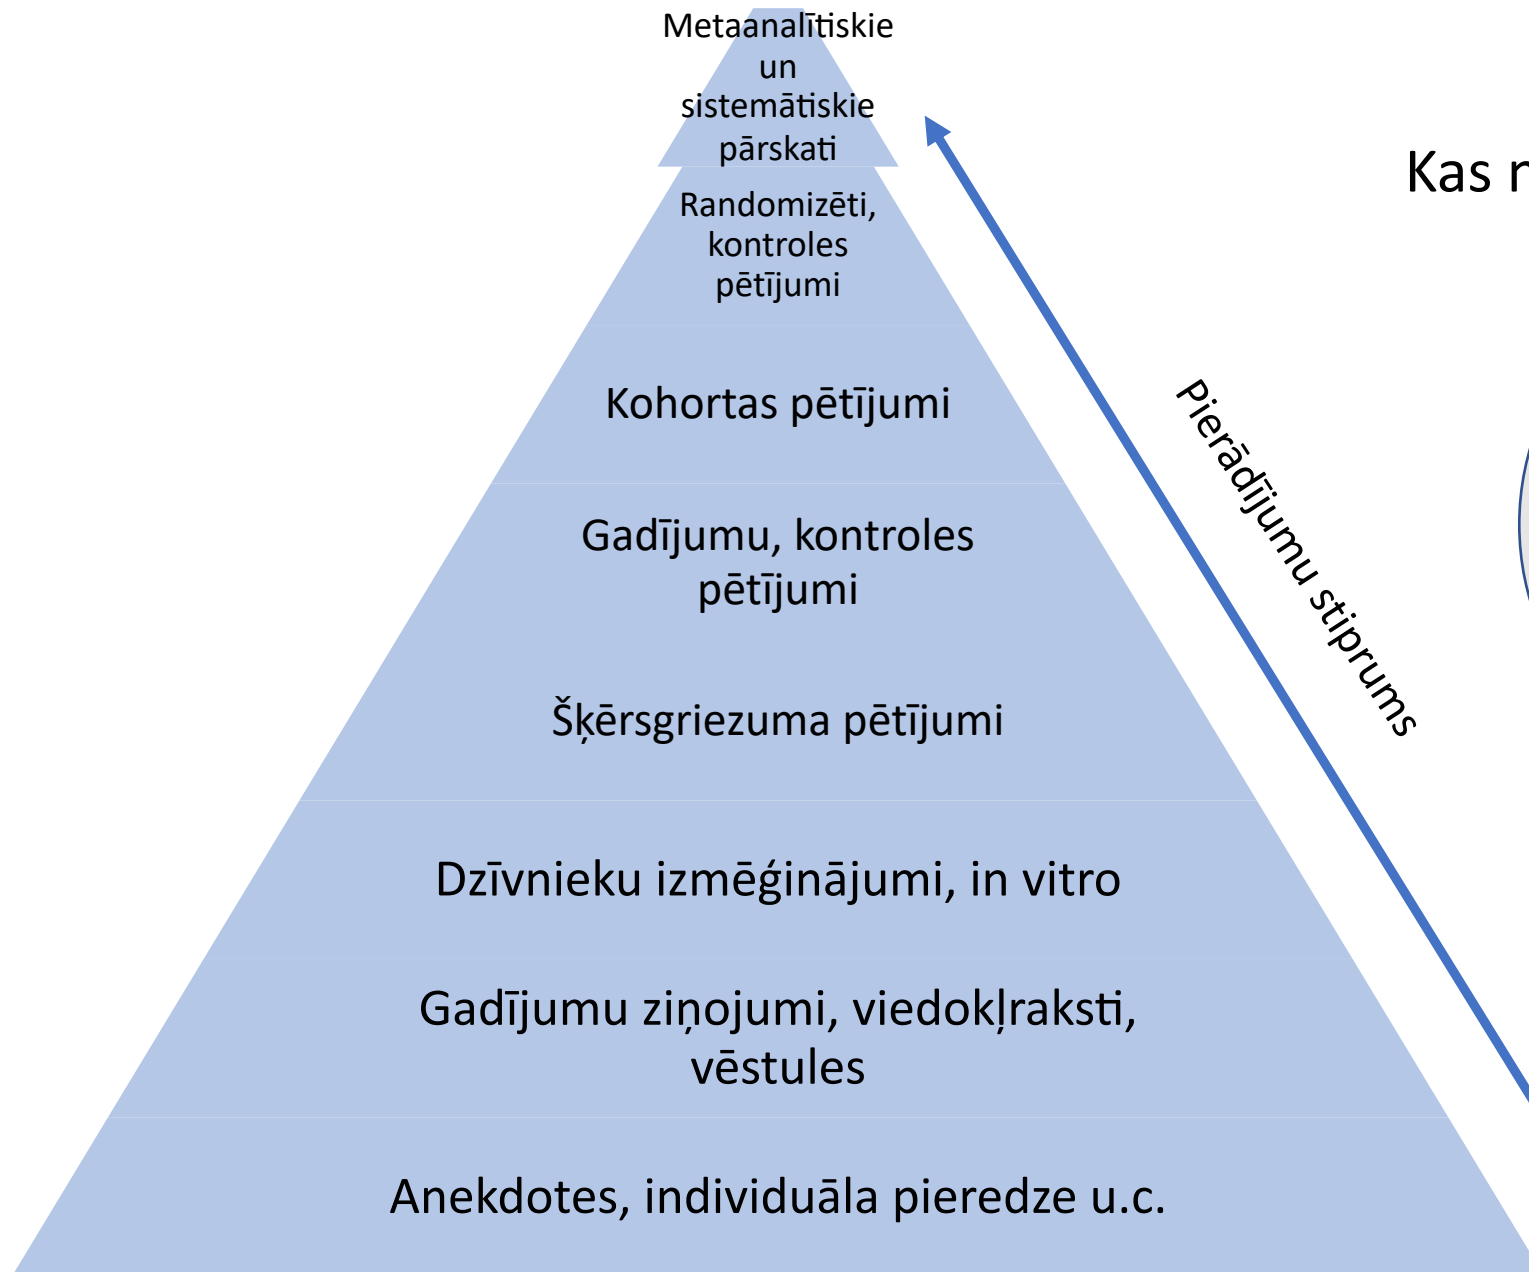 Metaanalītiskie
un
sistemātiskie
pārskati
Randomizēti,
kontroles
pētījumi
Kohortas pētījumi
Gadījumu, kontroles
pētījumi
Šķērsgriezuma pētījumi
Dzīvnieku izmēģinājumi, in vitro
Gadījumu ziņojumi, viedokļraksti,
vēstules
Anekdotes, individuāla pieredze u.c.
Pierādījumu stiprums
Kas